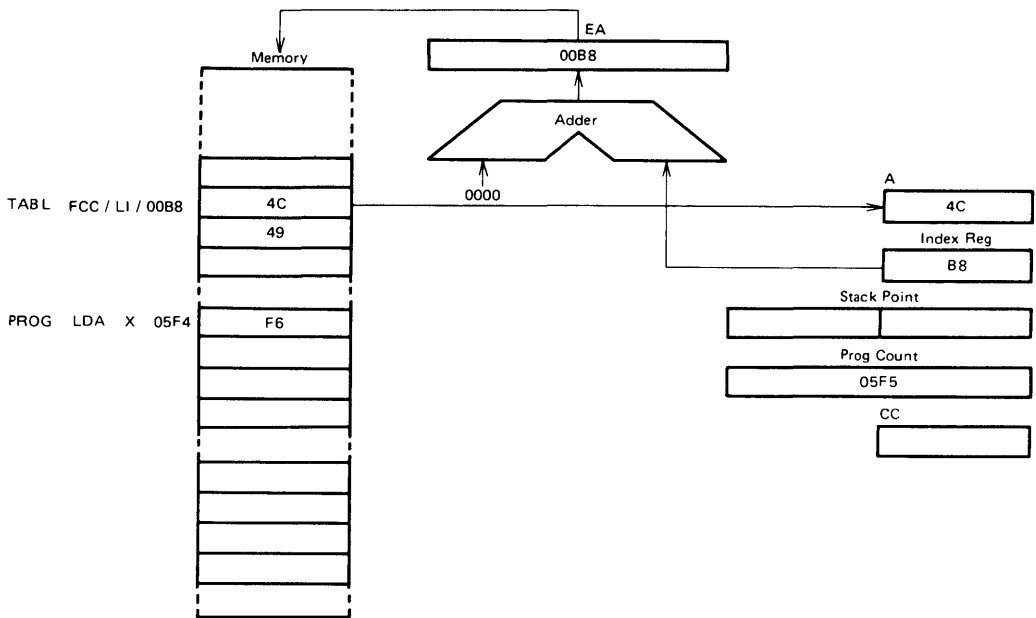 EA
00B8
Memory
Adder
0000
A
TABL FCC / LI / 00B8 4C 4C
49
Index Reg
B8
Stack Point
PROG LDA X 05F4 F6
Prog Count
05F5
CC